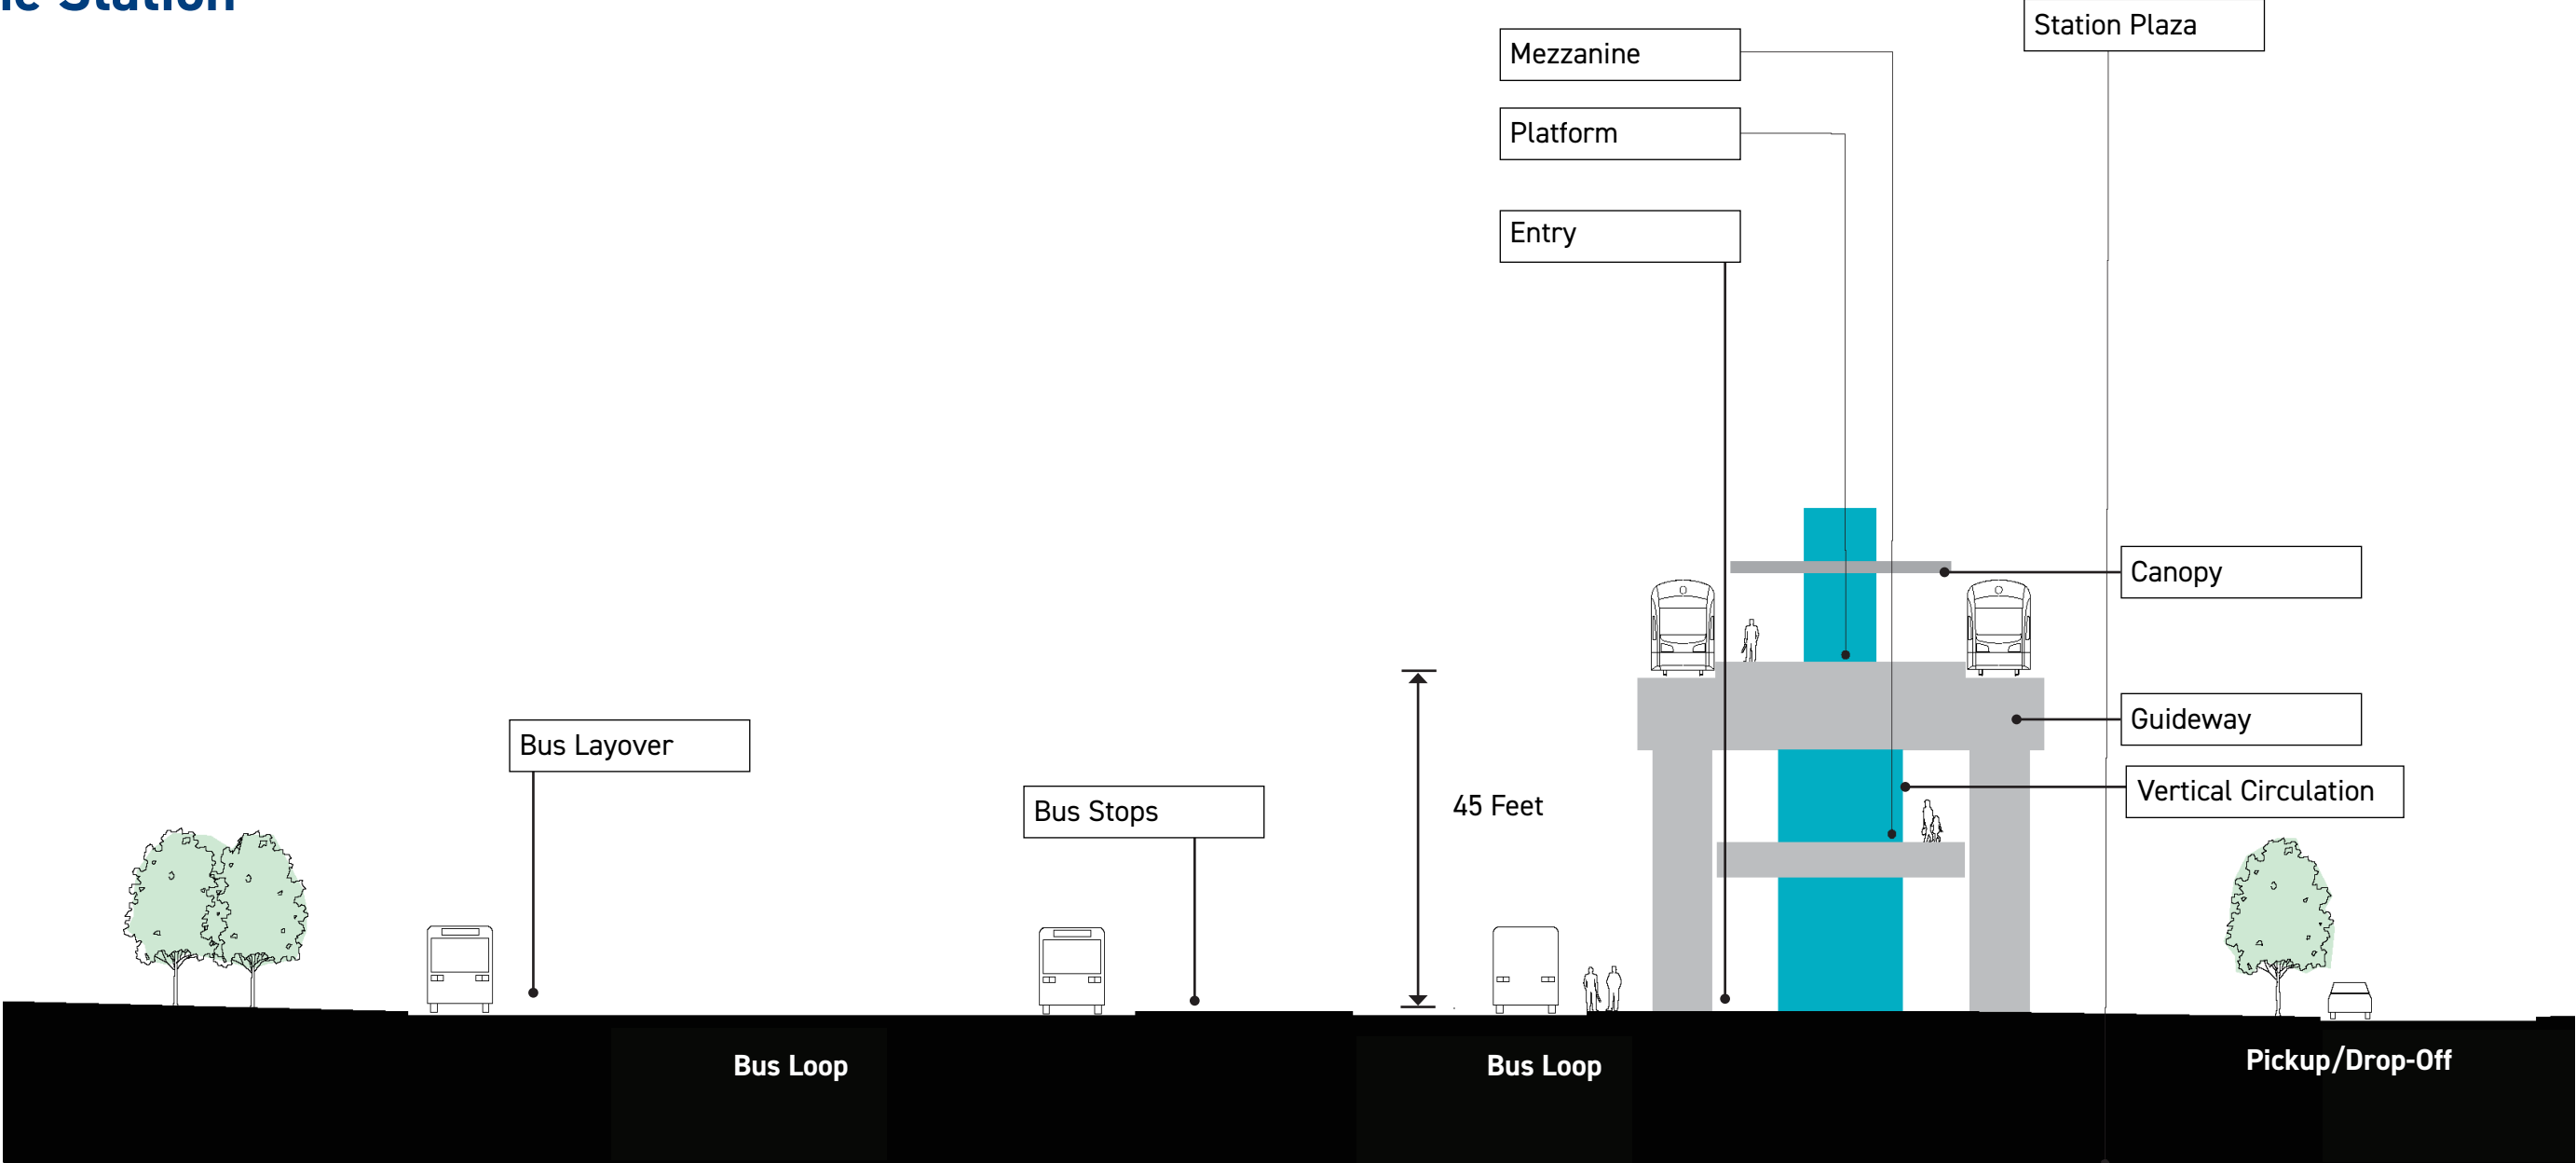 Station
Station Plaza
Mezzanine
Platform
Entry
Canopy
Guideway
Bus Layover
Vertical Circulation
Bus Stops
45 Feet
Bus Loop
Bus Loop
Pickup/Drop-Off